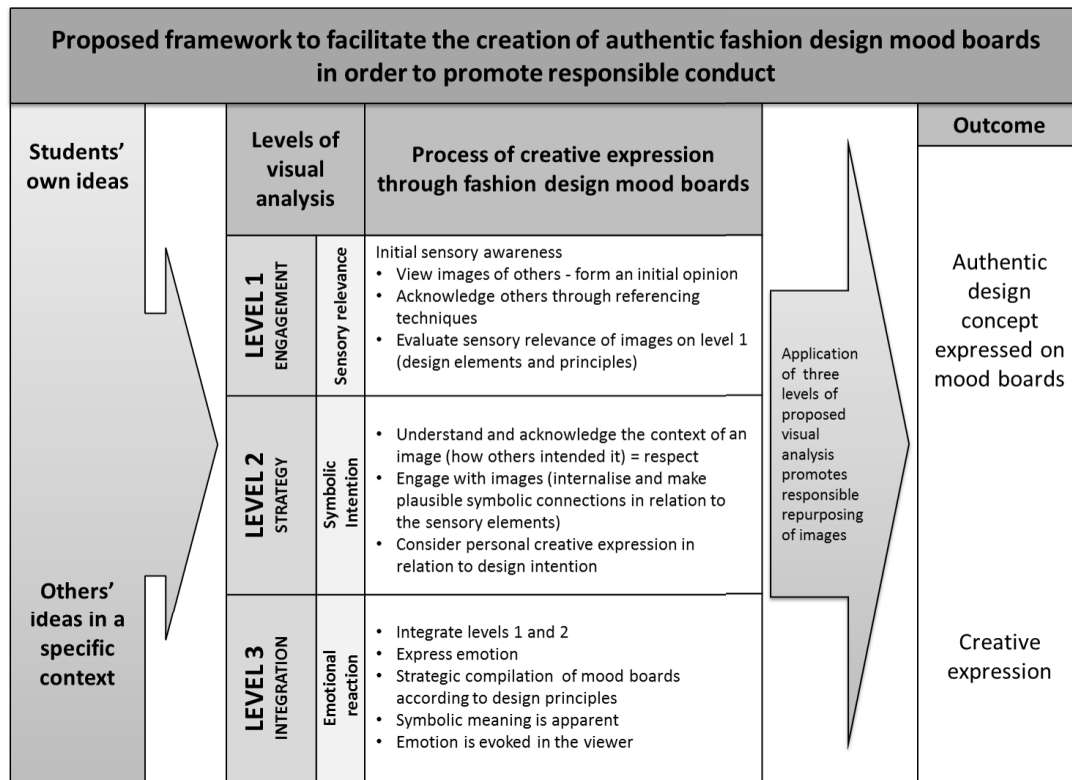 Proposed framework to facilitate the creation of authentic fashion design mood boards
in order to promote responsible conduct
Students'
own ideas
Others'
ideas in a
specific
context
Levels of
visual
analysis
Process of creative expression
through fashion design mood boards
LEVEL 1
ENGAGEMENT
Sensory relevance
Initial sensory awareness
• View images of others - form an initial opinion
• Acknowledge others through referencing
techniques
• Evaluate sensory relevance of images on level 1
(design elements and principles)
LEVEL 2
STRATEGY
Symbolic
Intention
• Understand and acknowledge the context of an
image (how others intended it) = respect
• Engage with images (internalise and make
plausible symbolic connections in relation to
the sensory elements)
• Consider personal creative expression in
relation to design intention
LEVEL 3
INTEGRATION
Emotional
reaction
• Integrate levels 1 and 2
• Express emotion
• Strategic compilation of mood boards
according to design principles
• Symbolic meaning is apparent
• Emotion is evoked in the viewer
Application
of three
levels of
proposed
visual
analysis
promotes
responsible
repurposing
of images
Outcome
Authentic
design
concept
expressed on
mood boards
Creative
expression